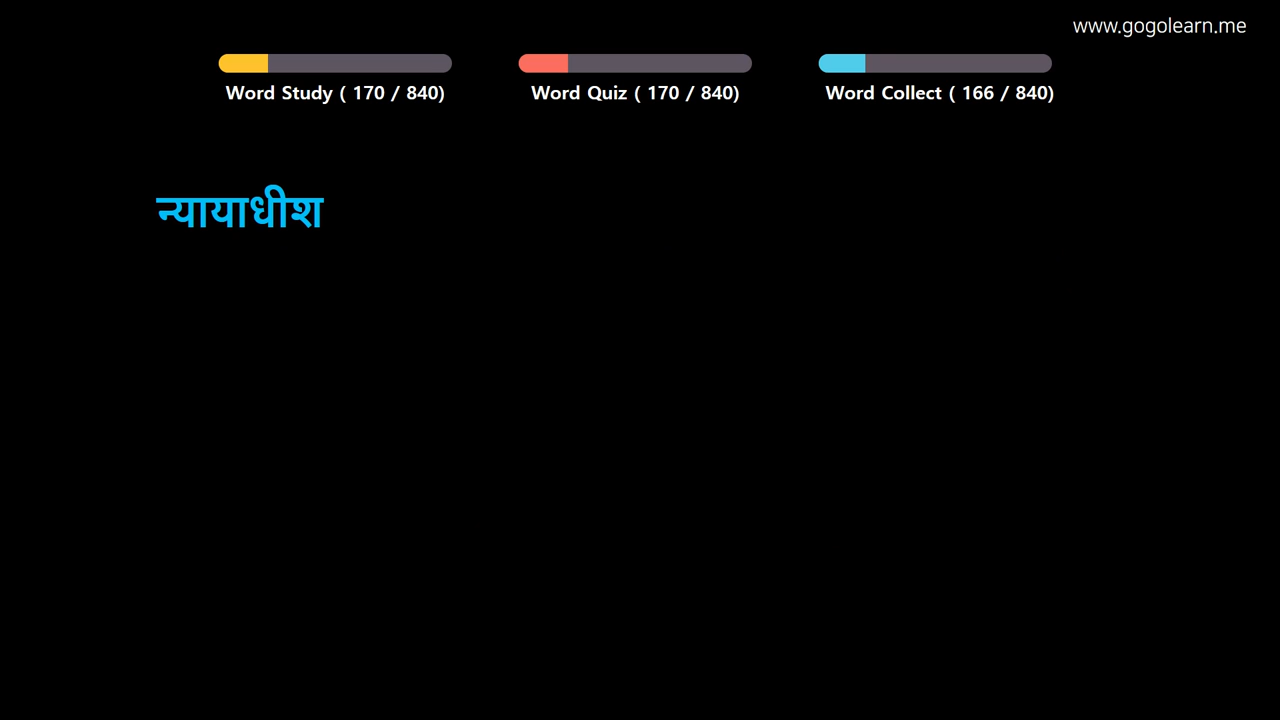 www.gogolearn.me
Word Study ( 170 / 840)
Word Quiz ( 170 / 840)
Word Collect ( 166 / 840)
न्यायाधीश